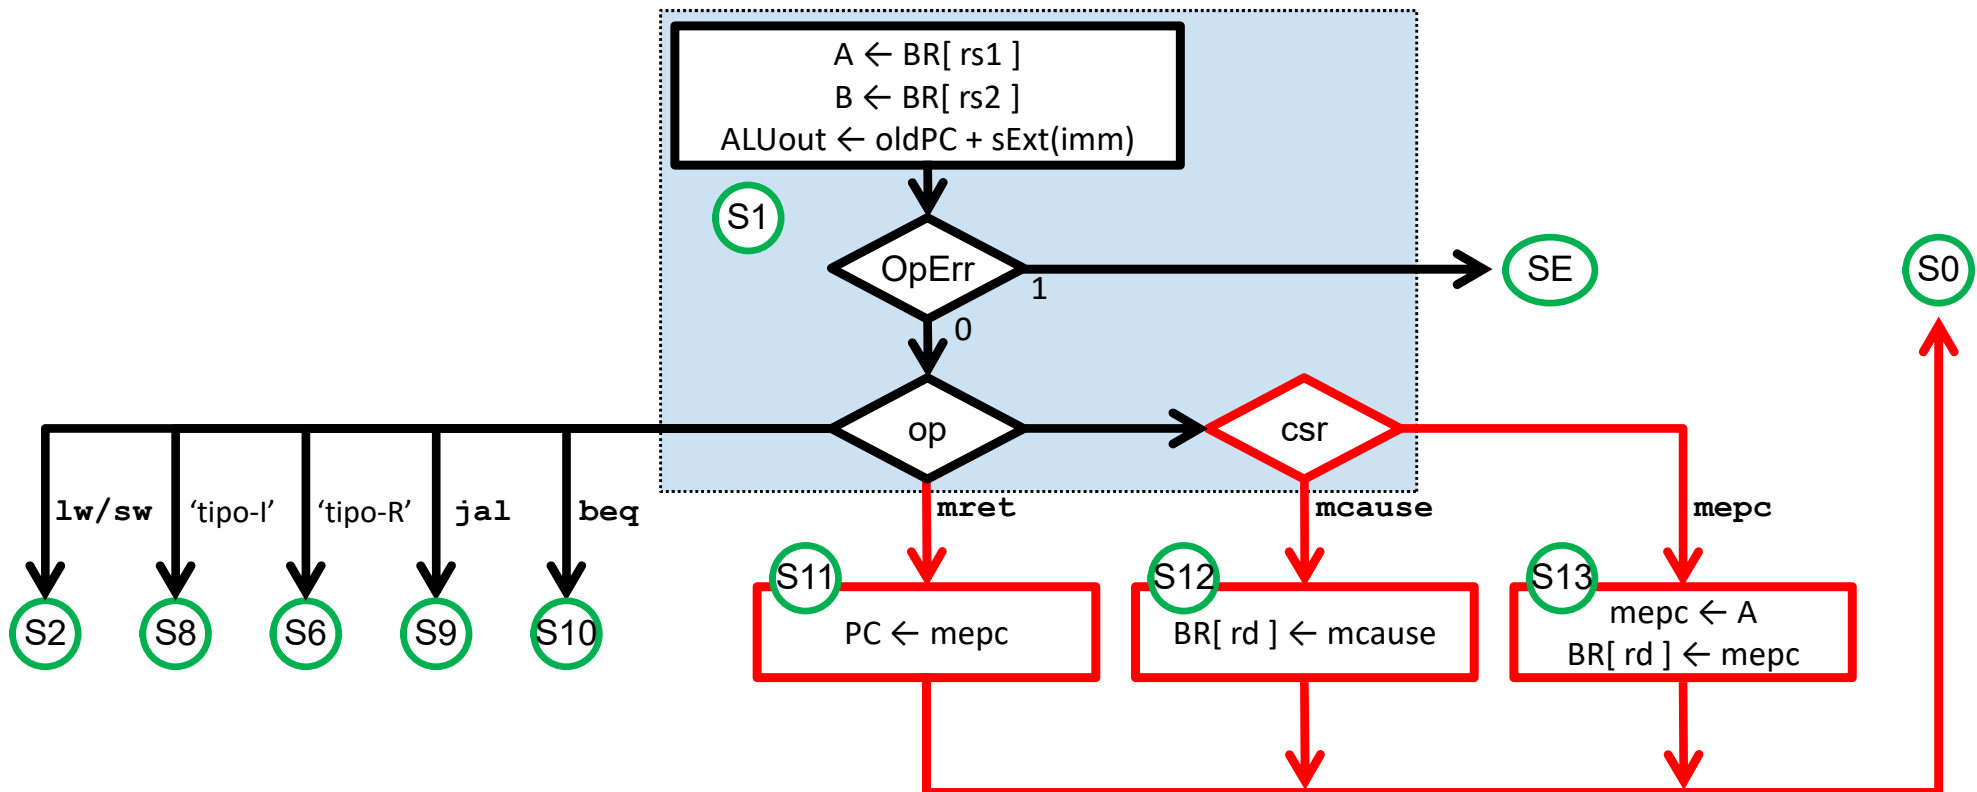 A ← BR[ rs1 ]
B ← BR[ rs2 ]
ALUout ← oldPC + sExt(imm)
S1
OpErr
1
SE
S0
0
op
csr
lw/sw
‘tipo-I’
‘tipo-R’
jal
beq
mret
mcause
mepc
S2
S8
S6
S9
S10
S11
PC ← mepc
S12
BR[ rd ] ← mcause
S13
mepc ← A
BR[ rd ] ← mepc